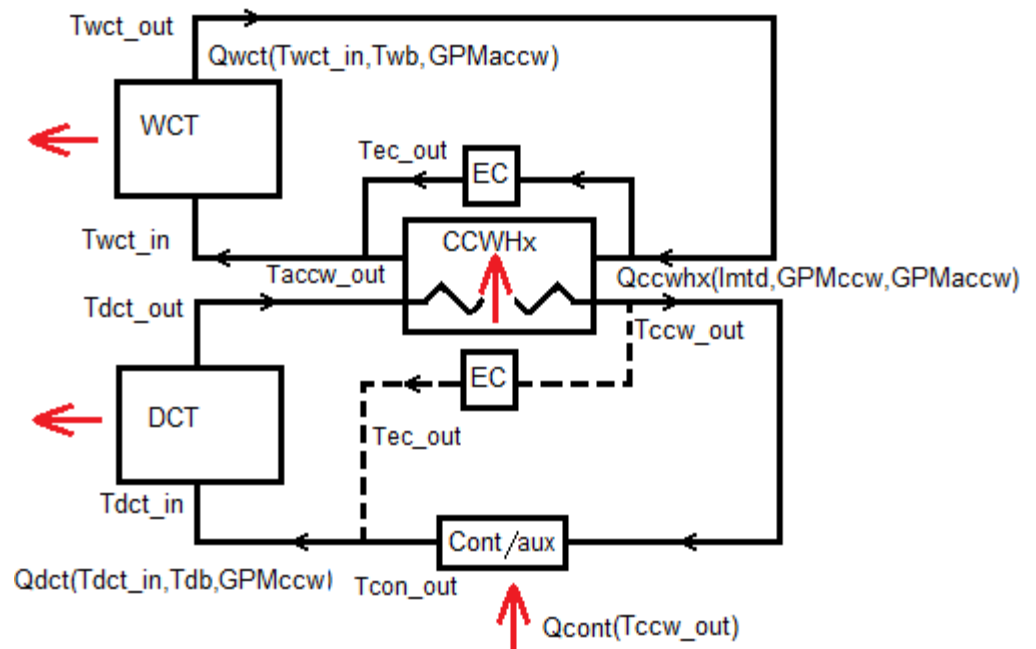 Twct_out
Qwct(Twct_in,Twb,GPMaccw)
WCT
Tec_out
EC
Twct_in
CCWHx
Taccw_out
Qccwhx(lmtd,GPMccw,GPMaccw)
Tdct_out
Tccw_out
EC
DCT
Tec_out
Tdct_in
Cont/aux
Qdct(Tdct_in,Tdb,GPMccw)
Tcon_out
Qcont(Tccw_out)